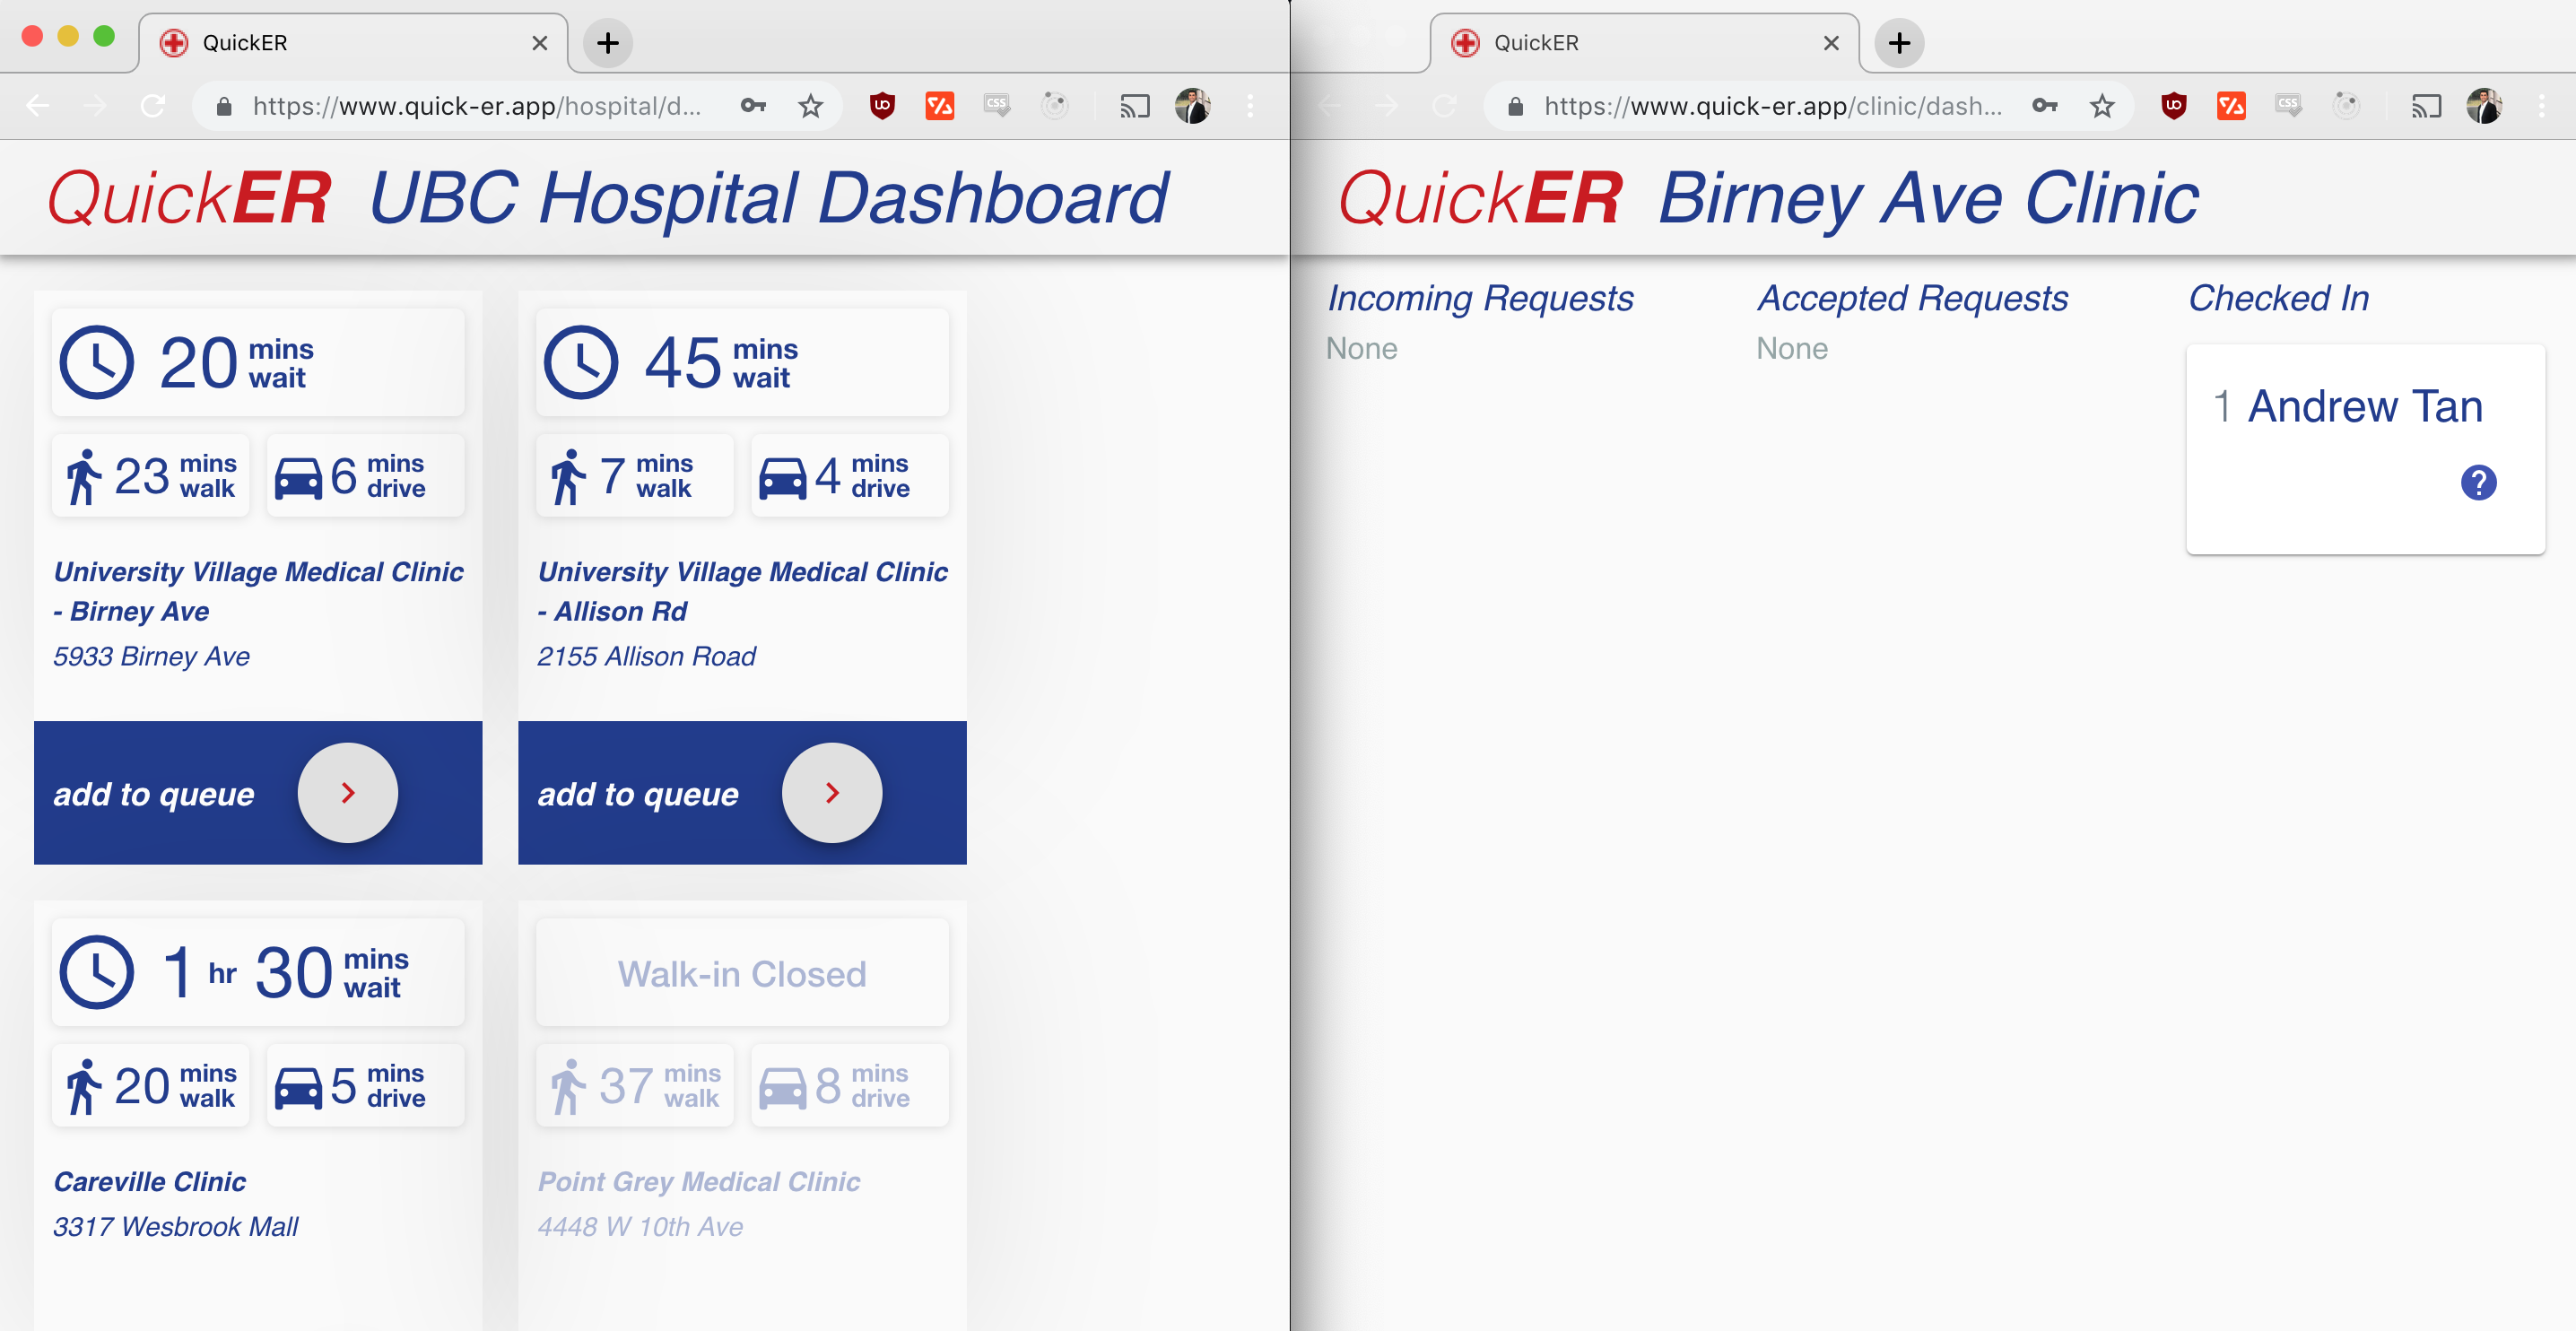 QuickER
https://www.quick-er.app/hospital/d...
QuickER UBC Hospital Dashboard
20 mins wait
23 mins walk
6 mins drive
University Village Medical Clinic
- Birney Ave
5933 Birney Ave
add to queue
45 mins wait
7 mins walk
4 mins drive
University Village Medical Clinic
- Allison Rd
2155 Allison Road
add to queue
1 hr 30 mins wait
20 mins walk
5 mins drive
Careville Clinic
3317 Wesbrook Mall
Walk-in Closed
37 mins walk
8 mins drive
Point Grey Medical Clinic
4448 W 10th Ave
QuickER
https://www.quick-er.app/clinic/dash...
QuickER Birney Ave Clinic
Incoming Requests
None
Accepted Requests
None
Checked In
1 Andrew Tan
?